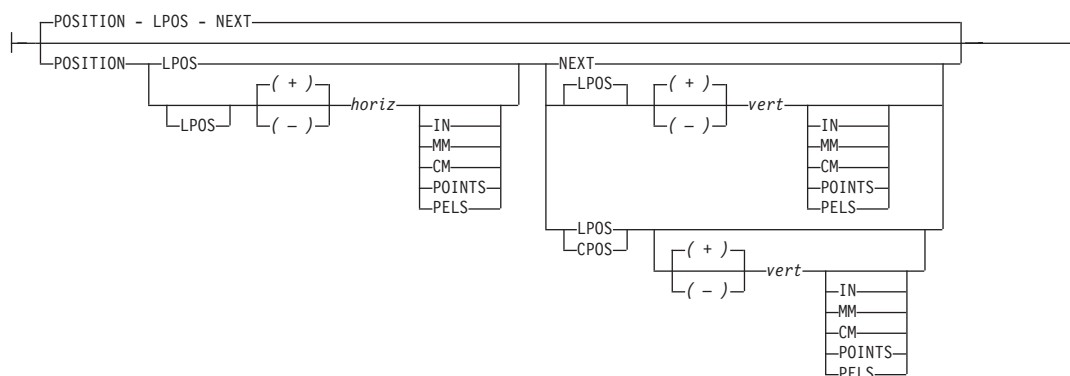 POSITION - LPOS - NEXT
POSITION LPOS NEXT
( + ) LPOS ( + )
LPOS horiz vert
( – ) ( – )
IN IN
MM MM
CM CM
POINTS POINTS
PELS PELS
LPOS
CPOS ( + )
vert
( – )
IN
MM
CM
POINTS
PELS